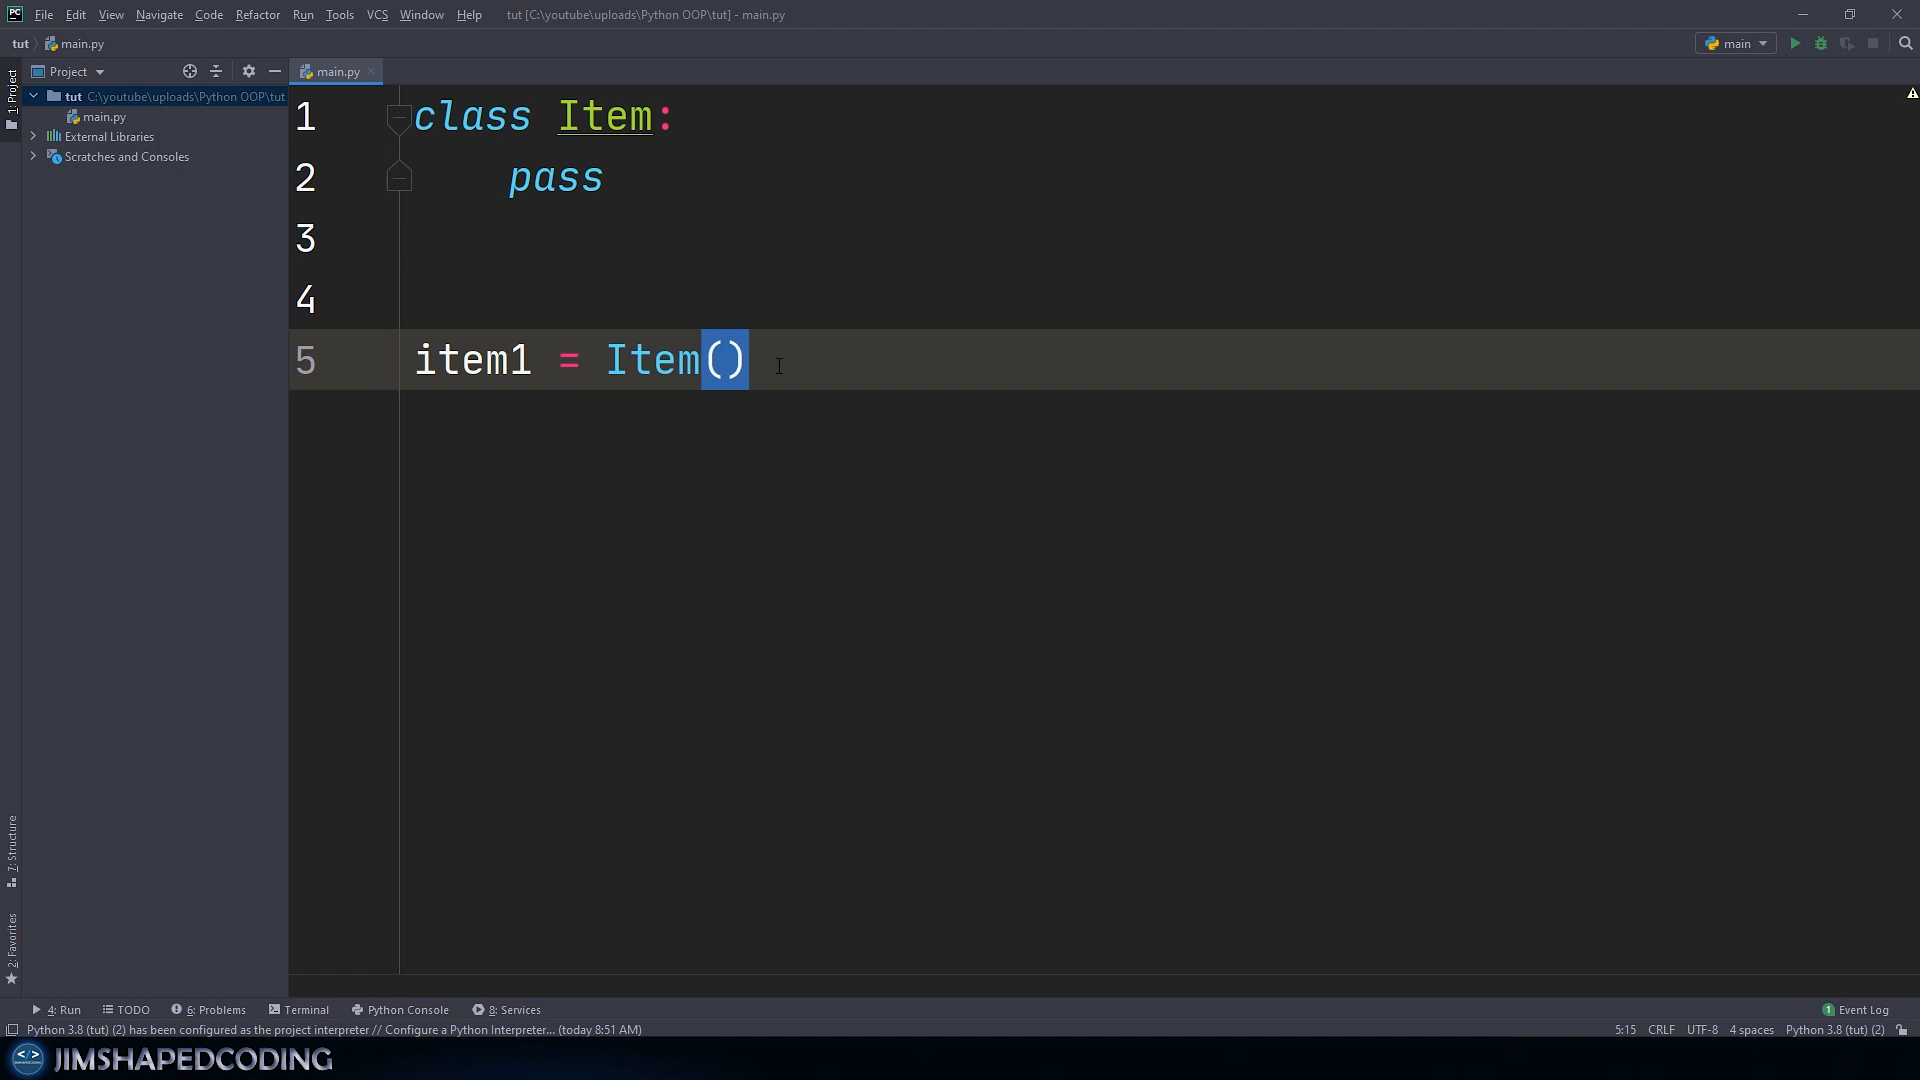 PC File Edit View Navigate Code Refactor Run Tools VCS Window Help tut [C:\youtube\uploads\Python OOP\tut] - main.py
tut main.py main
1: Project
Project main.py
tut C:\youtube\uploads\Python OOP\tut
main.py
External Libraries
Scratches and Consoles
1 class Item:
2 pass
3
4
5 item1 = Item()
7: Structure
2: Favorites
4: Run TODO 6: Problems Terminal Python Console 8: Services 1 Event Log
Python 3.8 (tut) (2) has been configured as the project interpreter // Configure a Python Interpreter... (today 8:51 AM) 5:15 CRLF UTF-8 4 spaces Python 3.8 (tut) (2)
</> JIMSHAPEDCODING